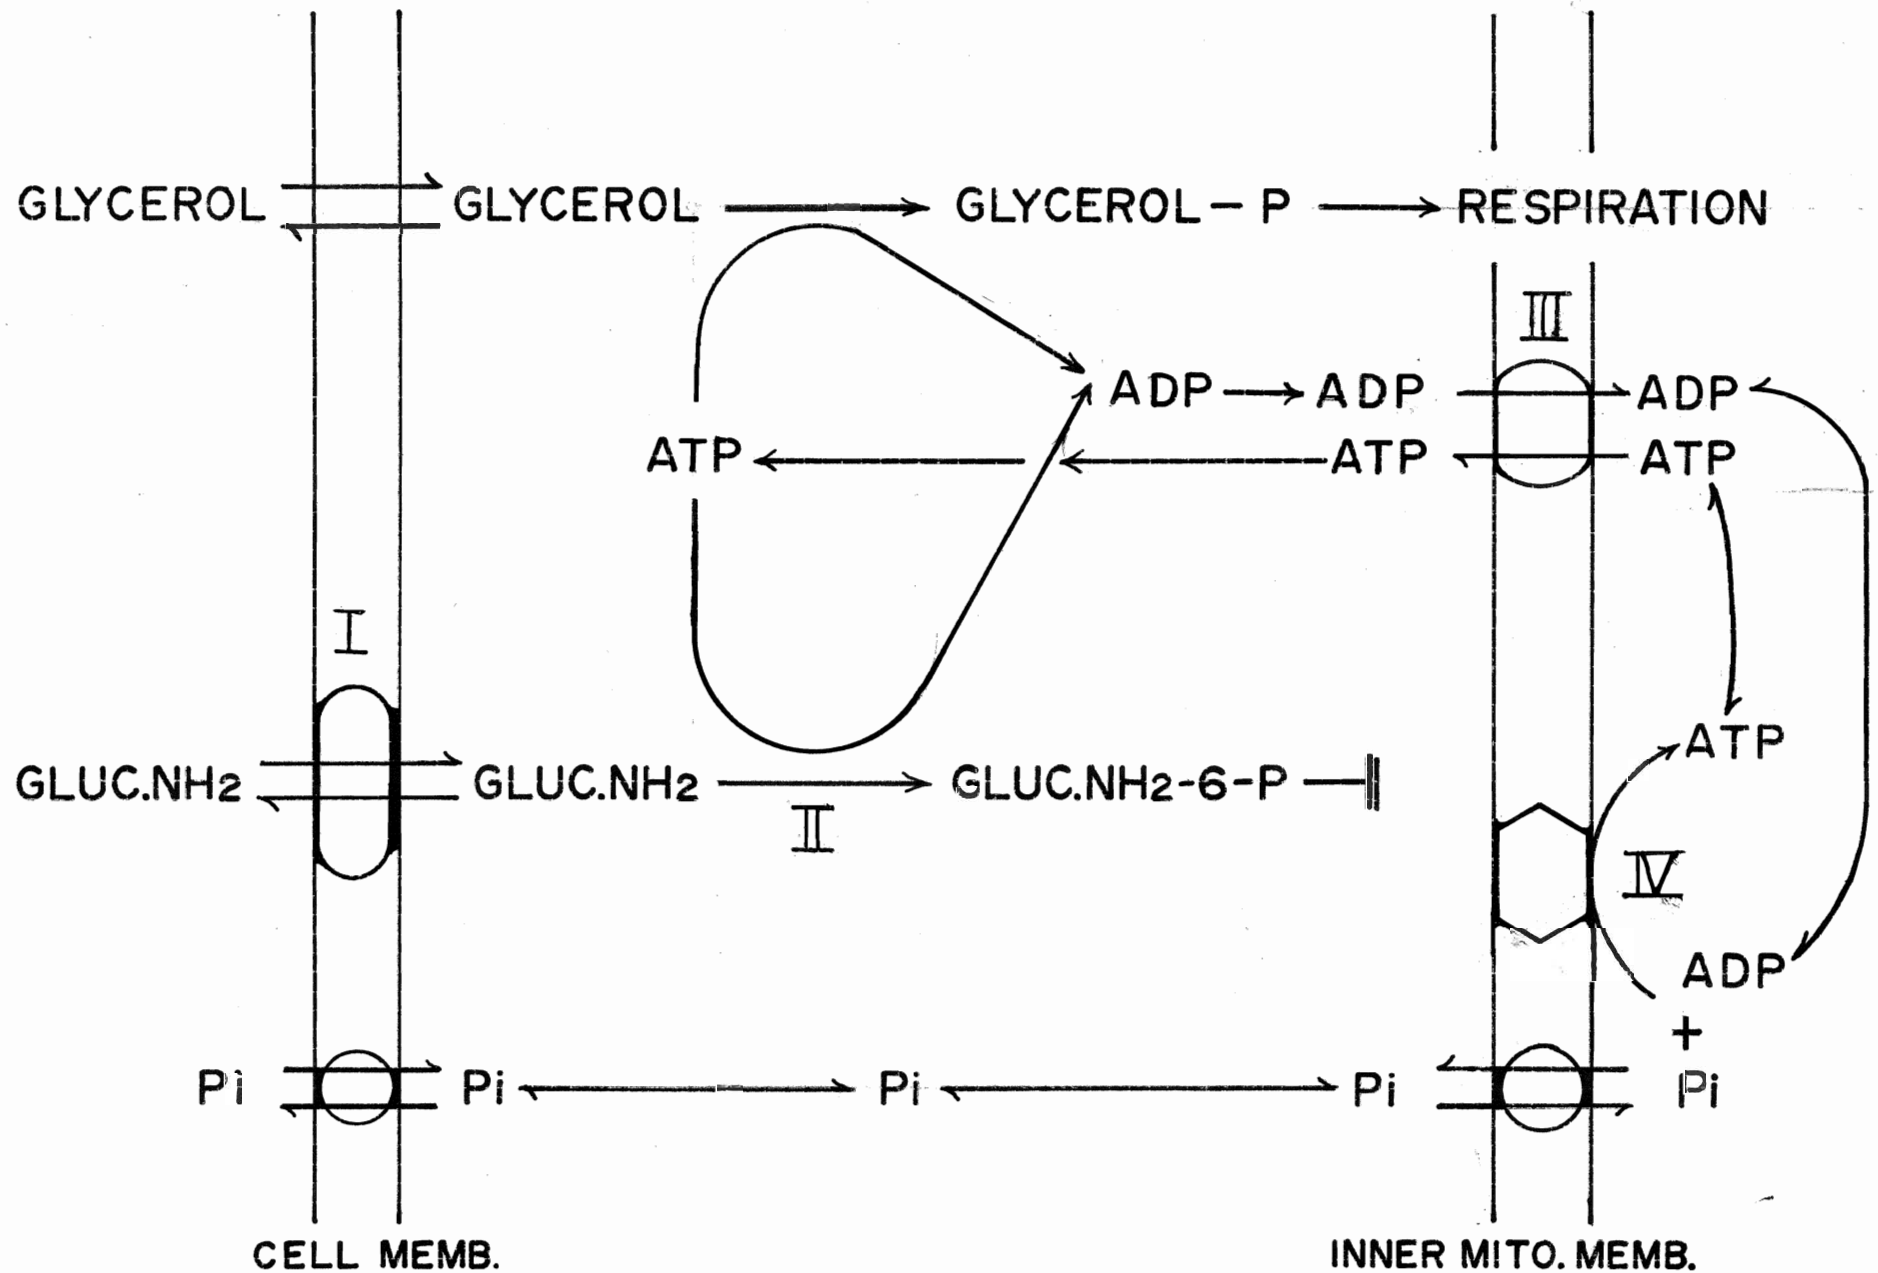 GLYCEROL GLYCEROL GLYCEROL-P RESPIRATION
III
ADP ADP ADP
ATP ATP ATP
I
ATP
GLUC.NH2 GLUC.NH2 GLUC.NH2-6-P
II
IV
ADP
+
Pi Pi Pi Pi Pi
CELL MEMB. INNER MITO. MEMB.